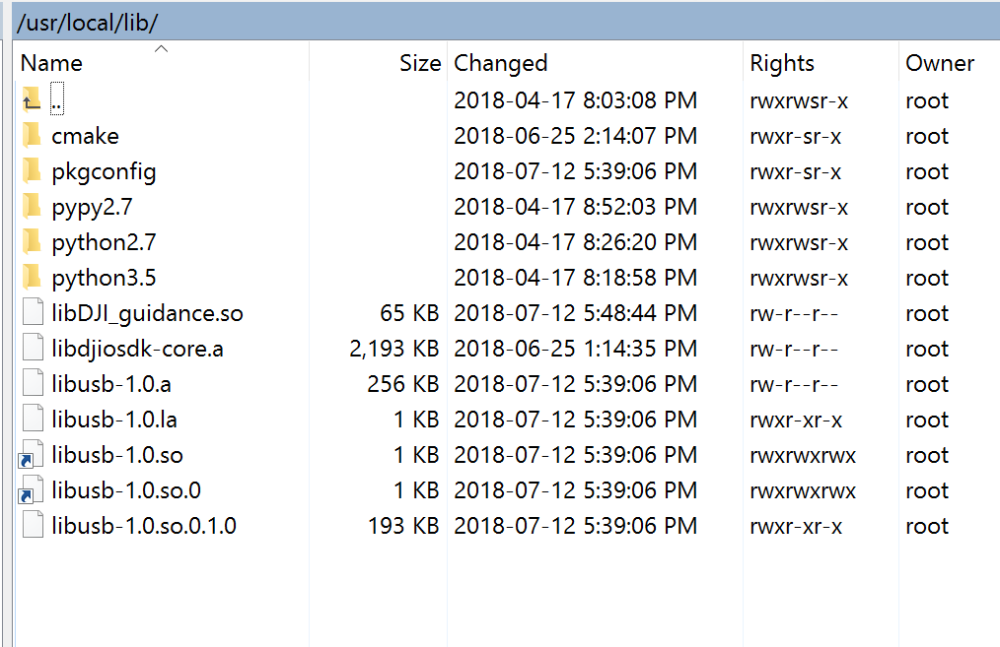 /usr/local/lib/
Name Size Changed Rights Owner
.. 2018-04-17 8:03:08 PM rwxrwsr-x root
cmake 2018-06-25 2:14:07 PM rwxr-sr-x root
pkgconfig 2018-07-12 5:39:06 PM rwxr-sr-x root
pypy2.7 2018-04-17 8:52:03 PM rwxrwsr-x root
python2.7 2018-04-17 8:26:20 PM rwxrwsr-x root
python3.5 2018-04-17 8:18:58 PM rwxrwsr-x root
libDJI_guidance.so 65 KB 2018-07-12 5:48:44 PM rw-r--r-- root
libdjiosdk-core.a 2,193 KB 2018-06-25 1:14:35 PM rw-r--r-- root
libusb-1.0.a 256 KB 2018-07-12 5:39:06 PM rw-r--r-- root
libusb-1.0.la 1 KB 2018-07-12 5:39:06 PM rwxr-xr-x root
libusb-1.0.so 1 KB 2018-07-12 5:39:06 PM rwxrwxrwx root
libusb-1.0.so.0 1 KB 2018-07-12 5:39:06 PM rwxrwxrwx root
libusb-1.0.so.0.1.0 193 KB 2018-07-12 5:39:06 PM rwxr-xr-x root